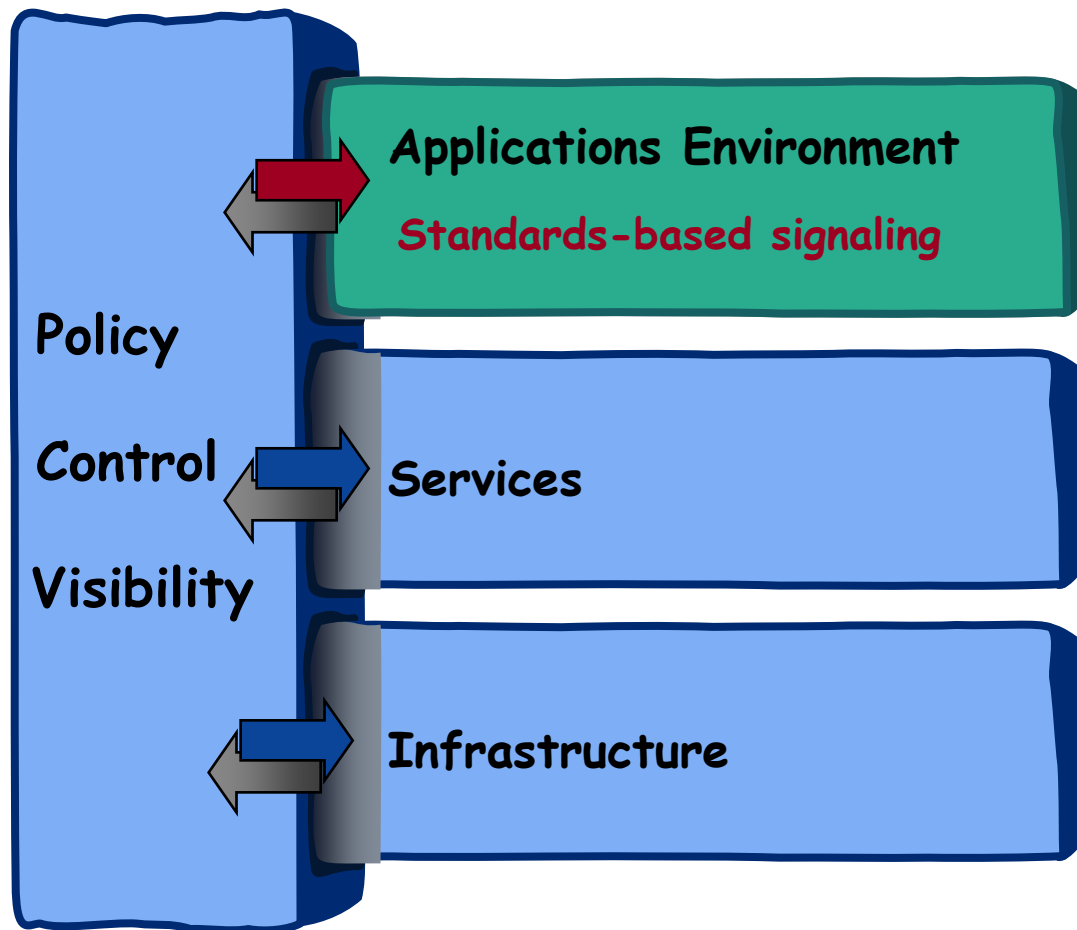 Applications Environment
Standards-based signaling
Policy
Control
Visibility
Services
Infrastructure